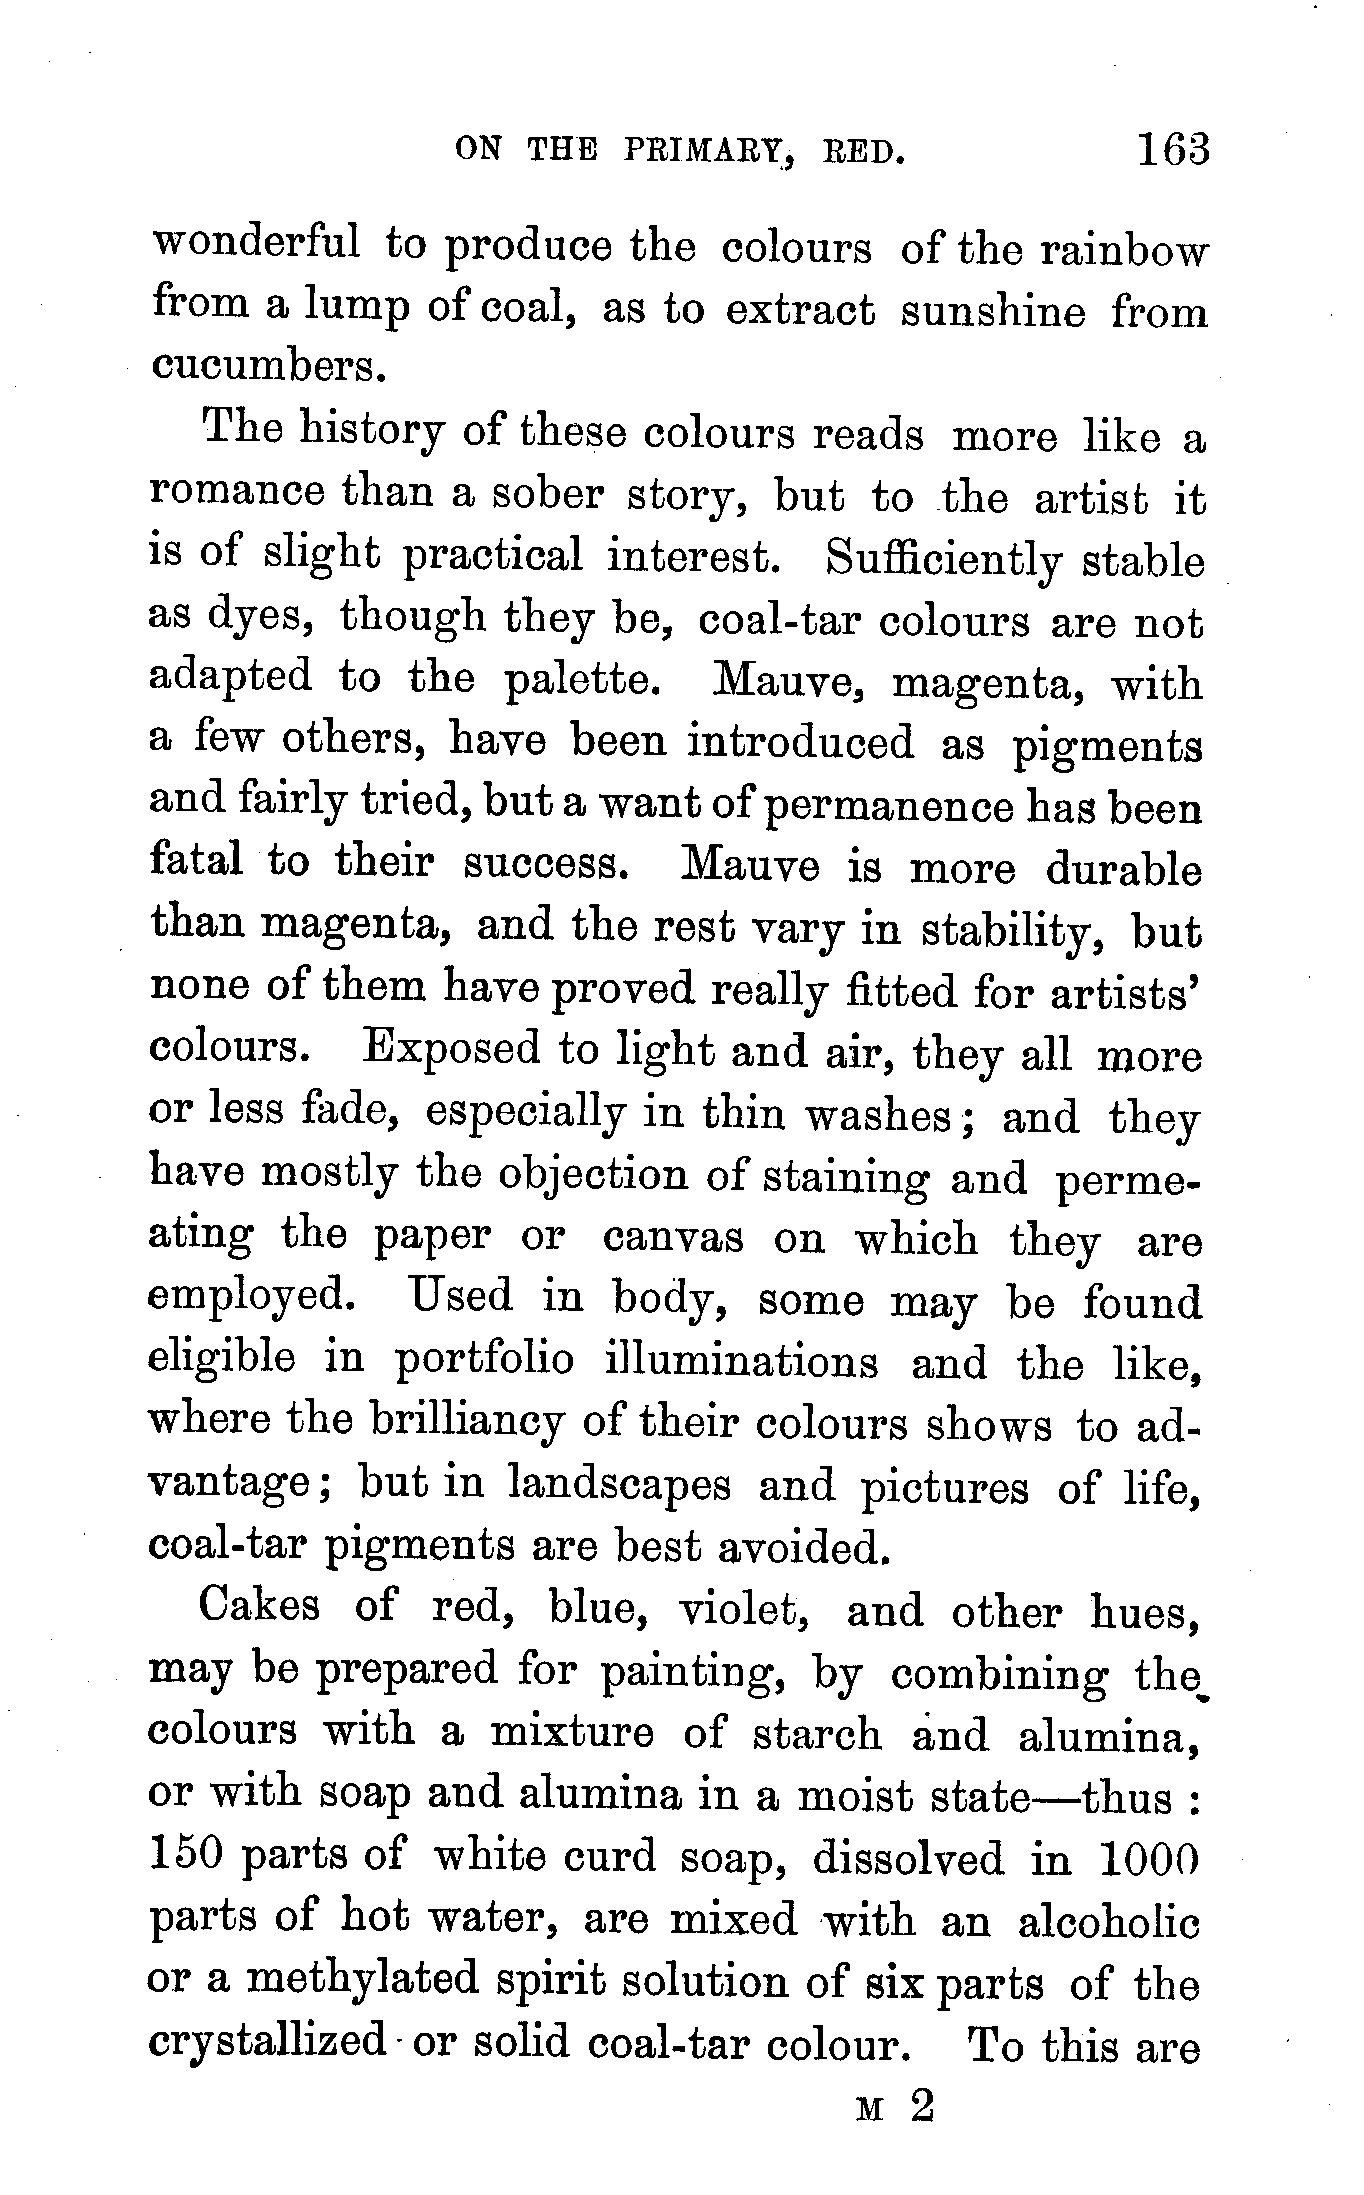 ON THE PRIMARY, RED. 163
wonderful to produce the colours of the rainbow
from a lump of coal, as to extract sunshine from
cucumbers.
The history of these colours reads more like a
romance than a sober story, but to the artist it
is of slight practical interest. Sufficiently stable
as dyes, though they be, coal-tar colours are not
adapted to the palette. Mauve, magenta, with
a few others, have been introduced as pigments
and fairly tried, but a want of permanence has been
fatal to their success. Mauve is more durable
than magenta, and the rest vary in stability, but
none of them have proved really fitted for artists'
colours. Exposed to light and air, they all more
or less fade, especially in thin washes; and they
have mostly the objection of staining and perme-
ating the paper or canvas on which they are
employed. Used in body, some may be found
eligible in portfolio illuminations and the like,
where the brilliancy of their colours shows to ad-
vantage; but in landscapes and pictures of life,
coal-tar pigments are best avoided.
Cakes of red, blue, violet, and other hues,
may be prepared for painting, by combining the
colours with a mixture of starch and alumina,
or with soap and alumina in a moist state—thus:
150 parts of white curd soap, dissolved in 1000
parts of hot water, are mixed with an alcoholic
or a methylated spirit solution of six parts of the
crystallized or solid coal-tar colour. To this are
M 2